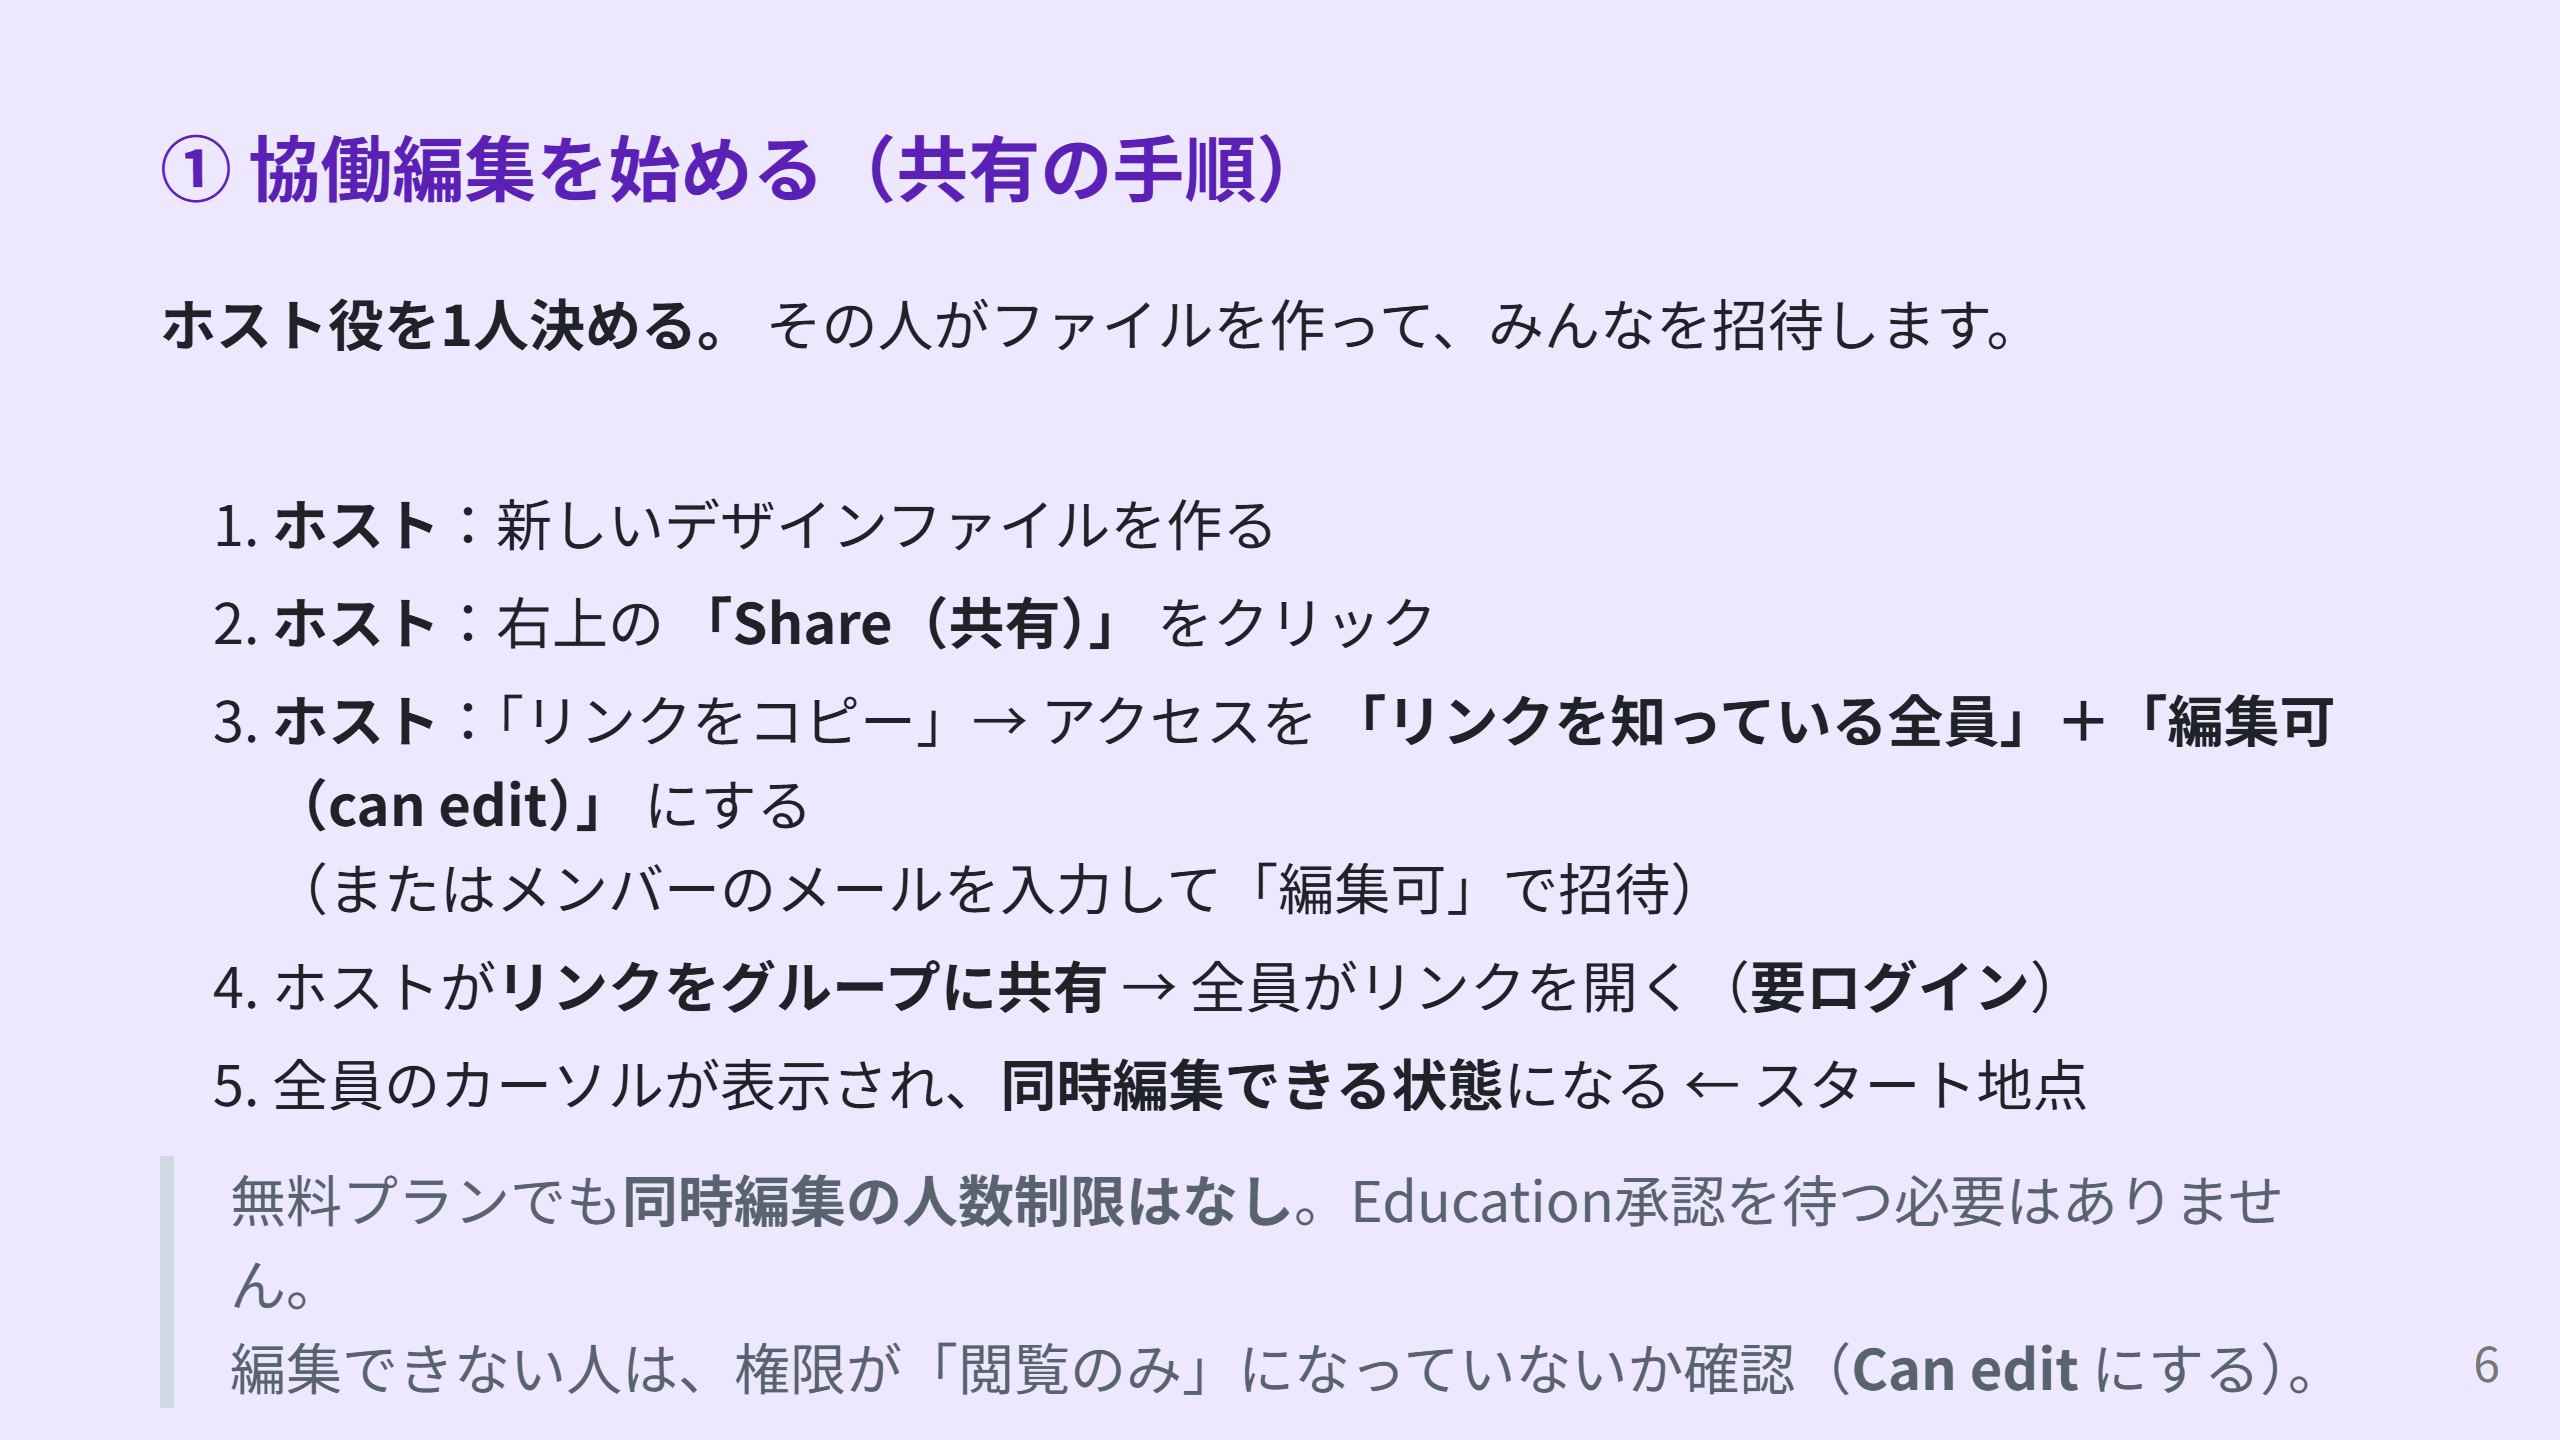 ① 協働編集を始める（共有の手順）
ホスト役を1人決める。 その人がファイルを作って、みんなを招待します。
1. ホスト：新しいデザインファイルを作る
2. ホスト：右上の「Share（共有）」 をクリック
3. ホスト：「リンクをコピー」→ アクセスを「リンクを知っている全員」＋「編集可
（can edit）」 にする
（またはメンバーのメールを入力して「編集可」で招待）
4. ホストがリンクをグループに共有 → 全員がリンクを開く（要ログイン）
5. 全員のカーソルが表示され、同時編集できる状態になる ← スタート地点
無料プランでも同時編集の人数制限はなし。Education承認を待つ必要はありませ
ん。
編集できない人は、権限が「閲覧のみ」になっていないか確認（Can edit にする）。
6